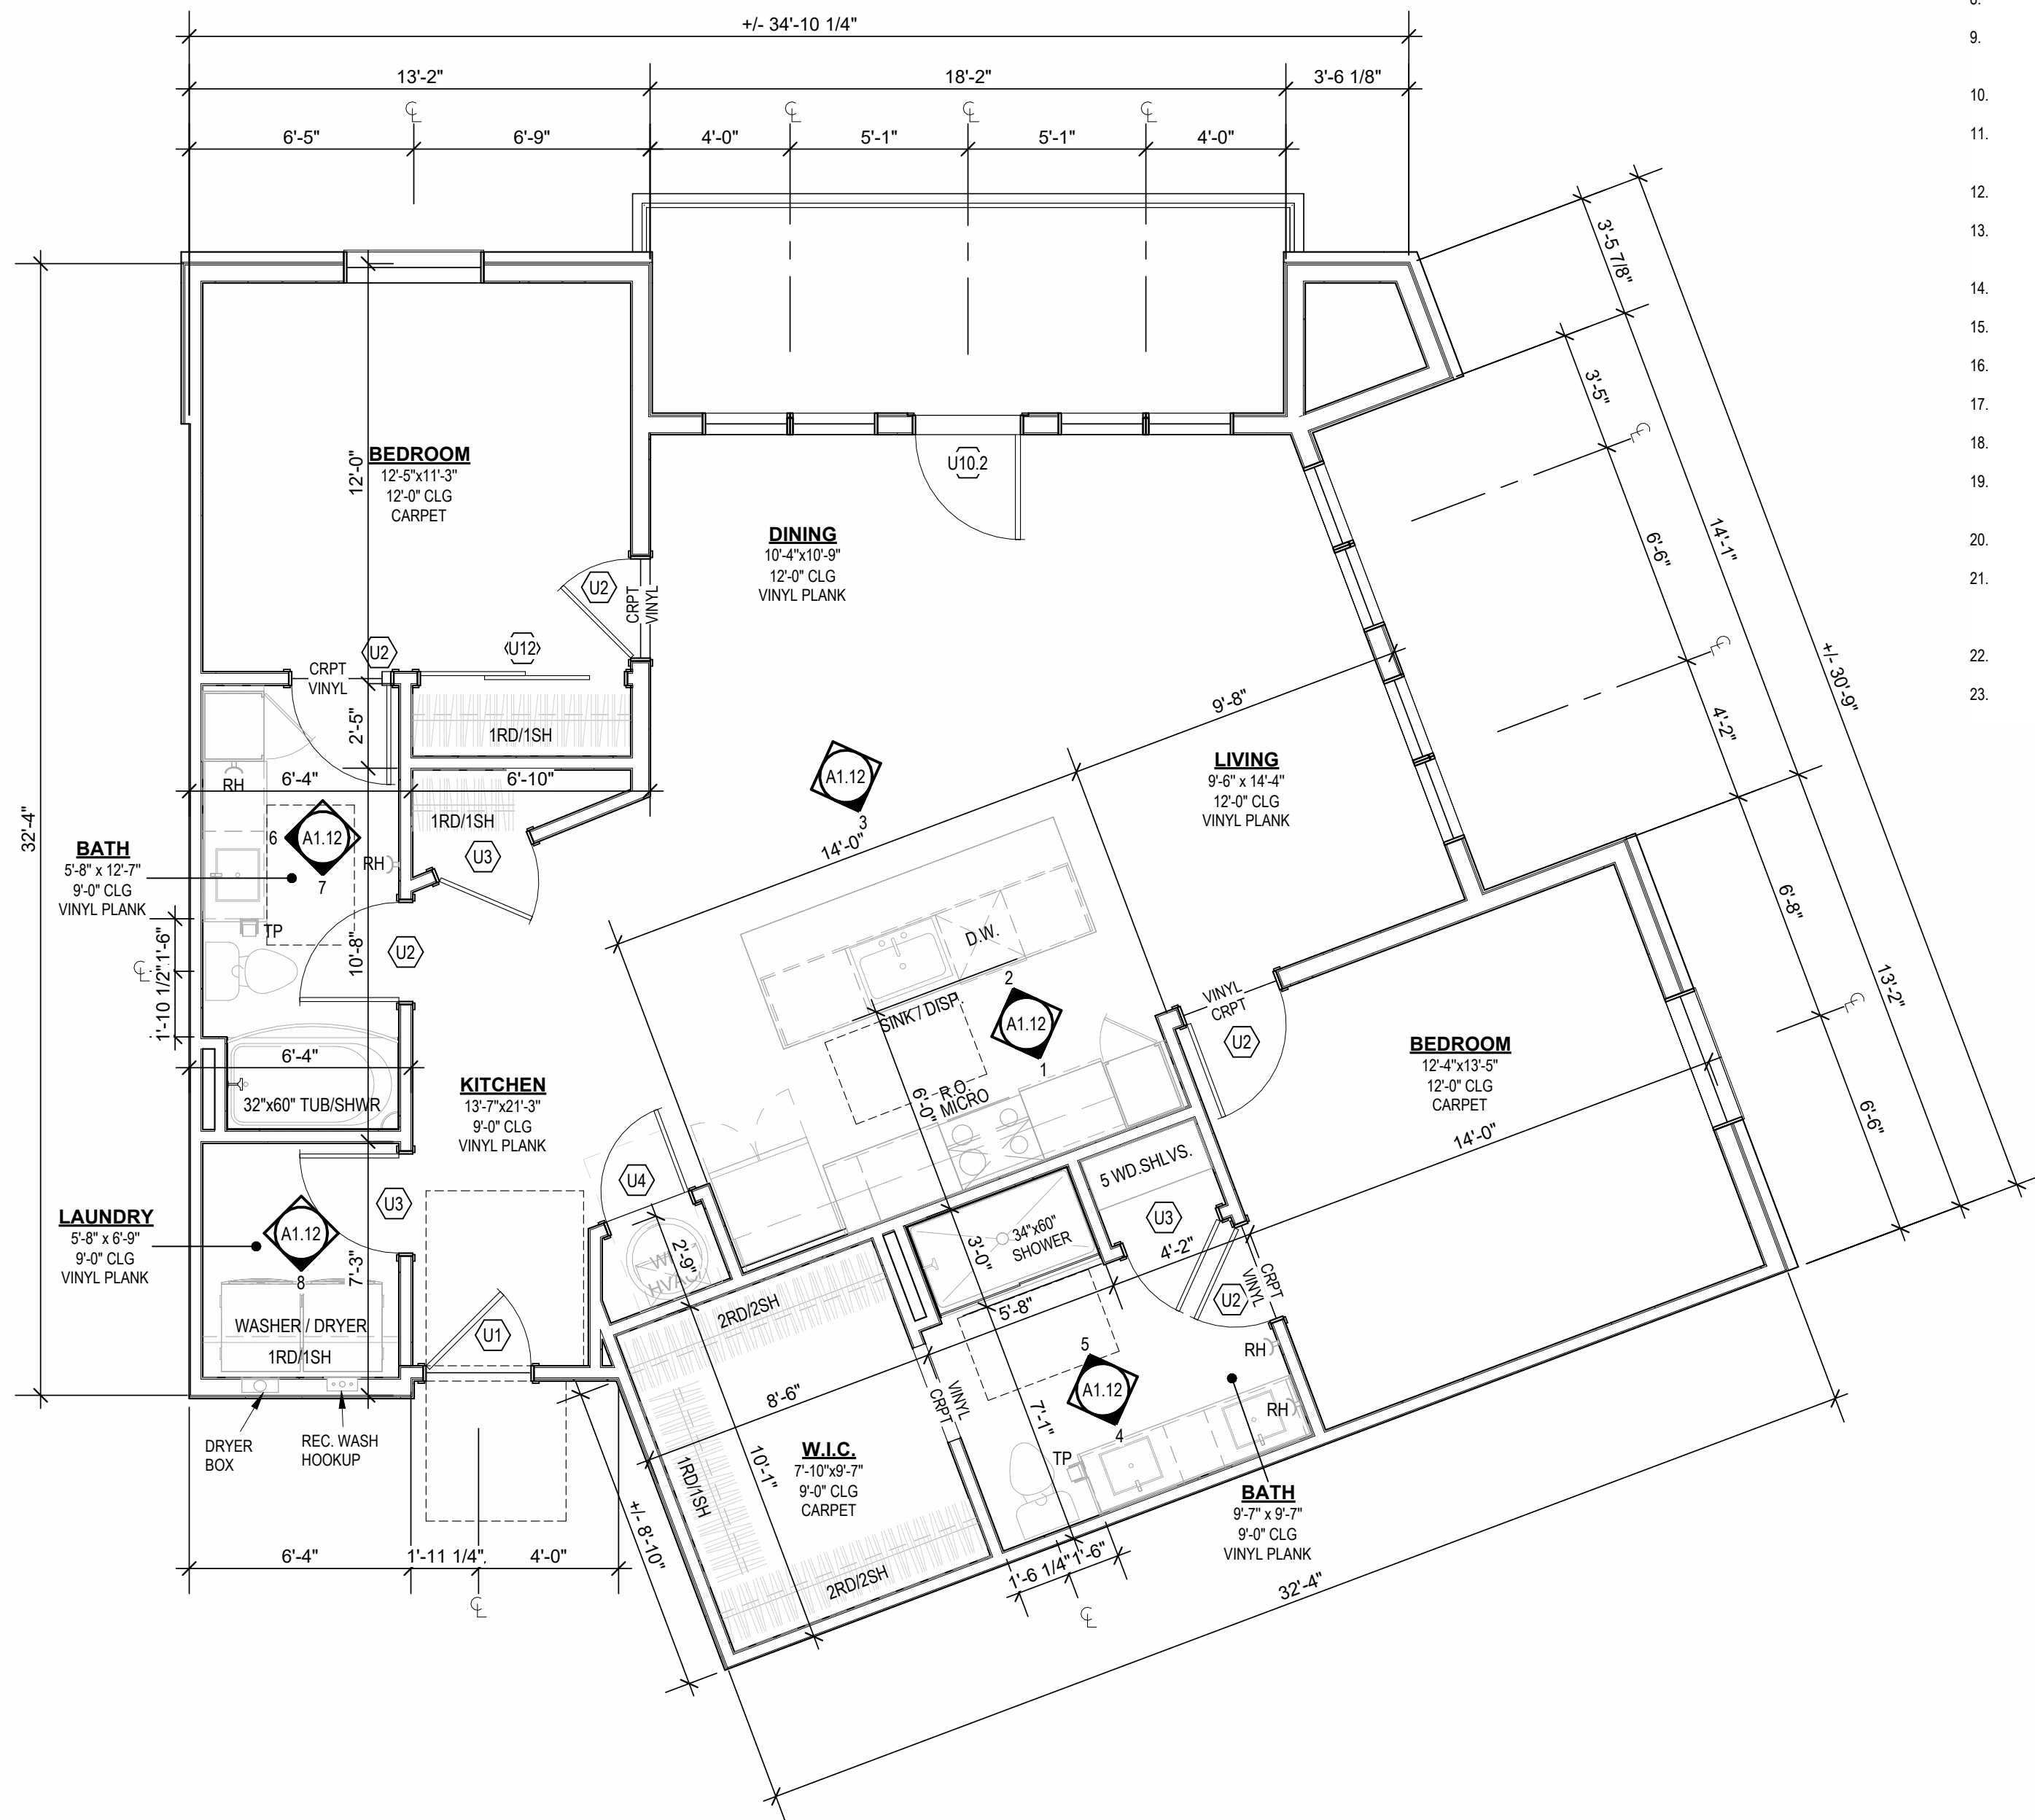 +/- 34'-10 1/4"
13'-2"
18'-2"
3'-6 1/8"
6'-5"
6'-9"
4'-0"
5'-1"
5'-1"
4'-0"
9.
10.
11.
12.
13.
14.
15.
16.
17.
18.
19.
20.
21.
22.
23.
3'-5 7/8"
3'-5"
14'-1"
6'-6"
+/- 30'-9"
4'-2"
6'-8"
13'-2"
6'-6"
32'-4"
12'-0"
BEDROOM
12'-5"x11'-3"
12'-0" CLG
CARPET
U10.2
DINING
10'-4"x10'-9"
12'-0" CLG
VINYL PLANK
U2
CRPT
VINYL
U2
U12
CRPT
VINYL
2'-5"
1RD/1SH
6'-4"
6'-10"
RH
1RD/1SH
9'-8"
LIVING
9'-6" x 14'-4"
12'-0" CLG
VINYL PLANK
A1.12
3
14'-0"
BATH
5'-8" x 12'-7"
9'-0" CLG
VINYL PLANK
6
A1.12
7
RH
U3
TP
10'-8"
U2
1'-6"
1'-10 1/2"
D.W.
SINK / DISP.
2
A1.12
1
VINYL
CRPT
U2
BEDROOM
12'-4"x13'-5"
12'-0" CLG
CARPET
6'-4"
32"x60" TUB/SHWR
KITCHEN
13'-7"x21'-3"
9'-0" CLG
VINYL PLANK
6'-0"
R.O.
MICRO
14'-0"
5 WD.SHLVS.
U4
U3
U3
LAUNDRY
5'-8" x 6'-9"
9'-0" CLG
VINYL PLANK
A1.12
8
7'-3"
2'-9"
3'-0"
34"x60"
SHOWER
4'-2"
CRPT
VINYL
U2
WASHER / DRYER
1RD/1SH
U1
2RD/2SH
5'-8"
5
A1.12
4
RH
RH
8'-6"
VINYL
CRPT
7'-1"
DRYER
BOX
REC. WASH
HOOKUP
1RD/1SH
10'-1"
W.I.C.
7'-10"x9'-7"
9'-0" CLG
CARPET
TP
BATH
9'-7" x 9'-7"
9'-0" CLG
VINYL PLANK
+/- 8'-10"
6'-4"
1'-11 1/4"
4'-0"
2RD/2SH
1'-6 1/4"
1'-6"
32'-4"